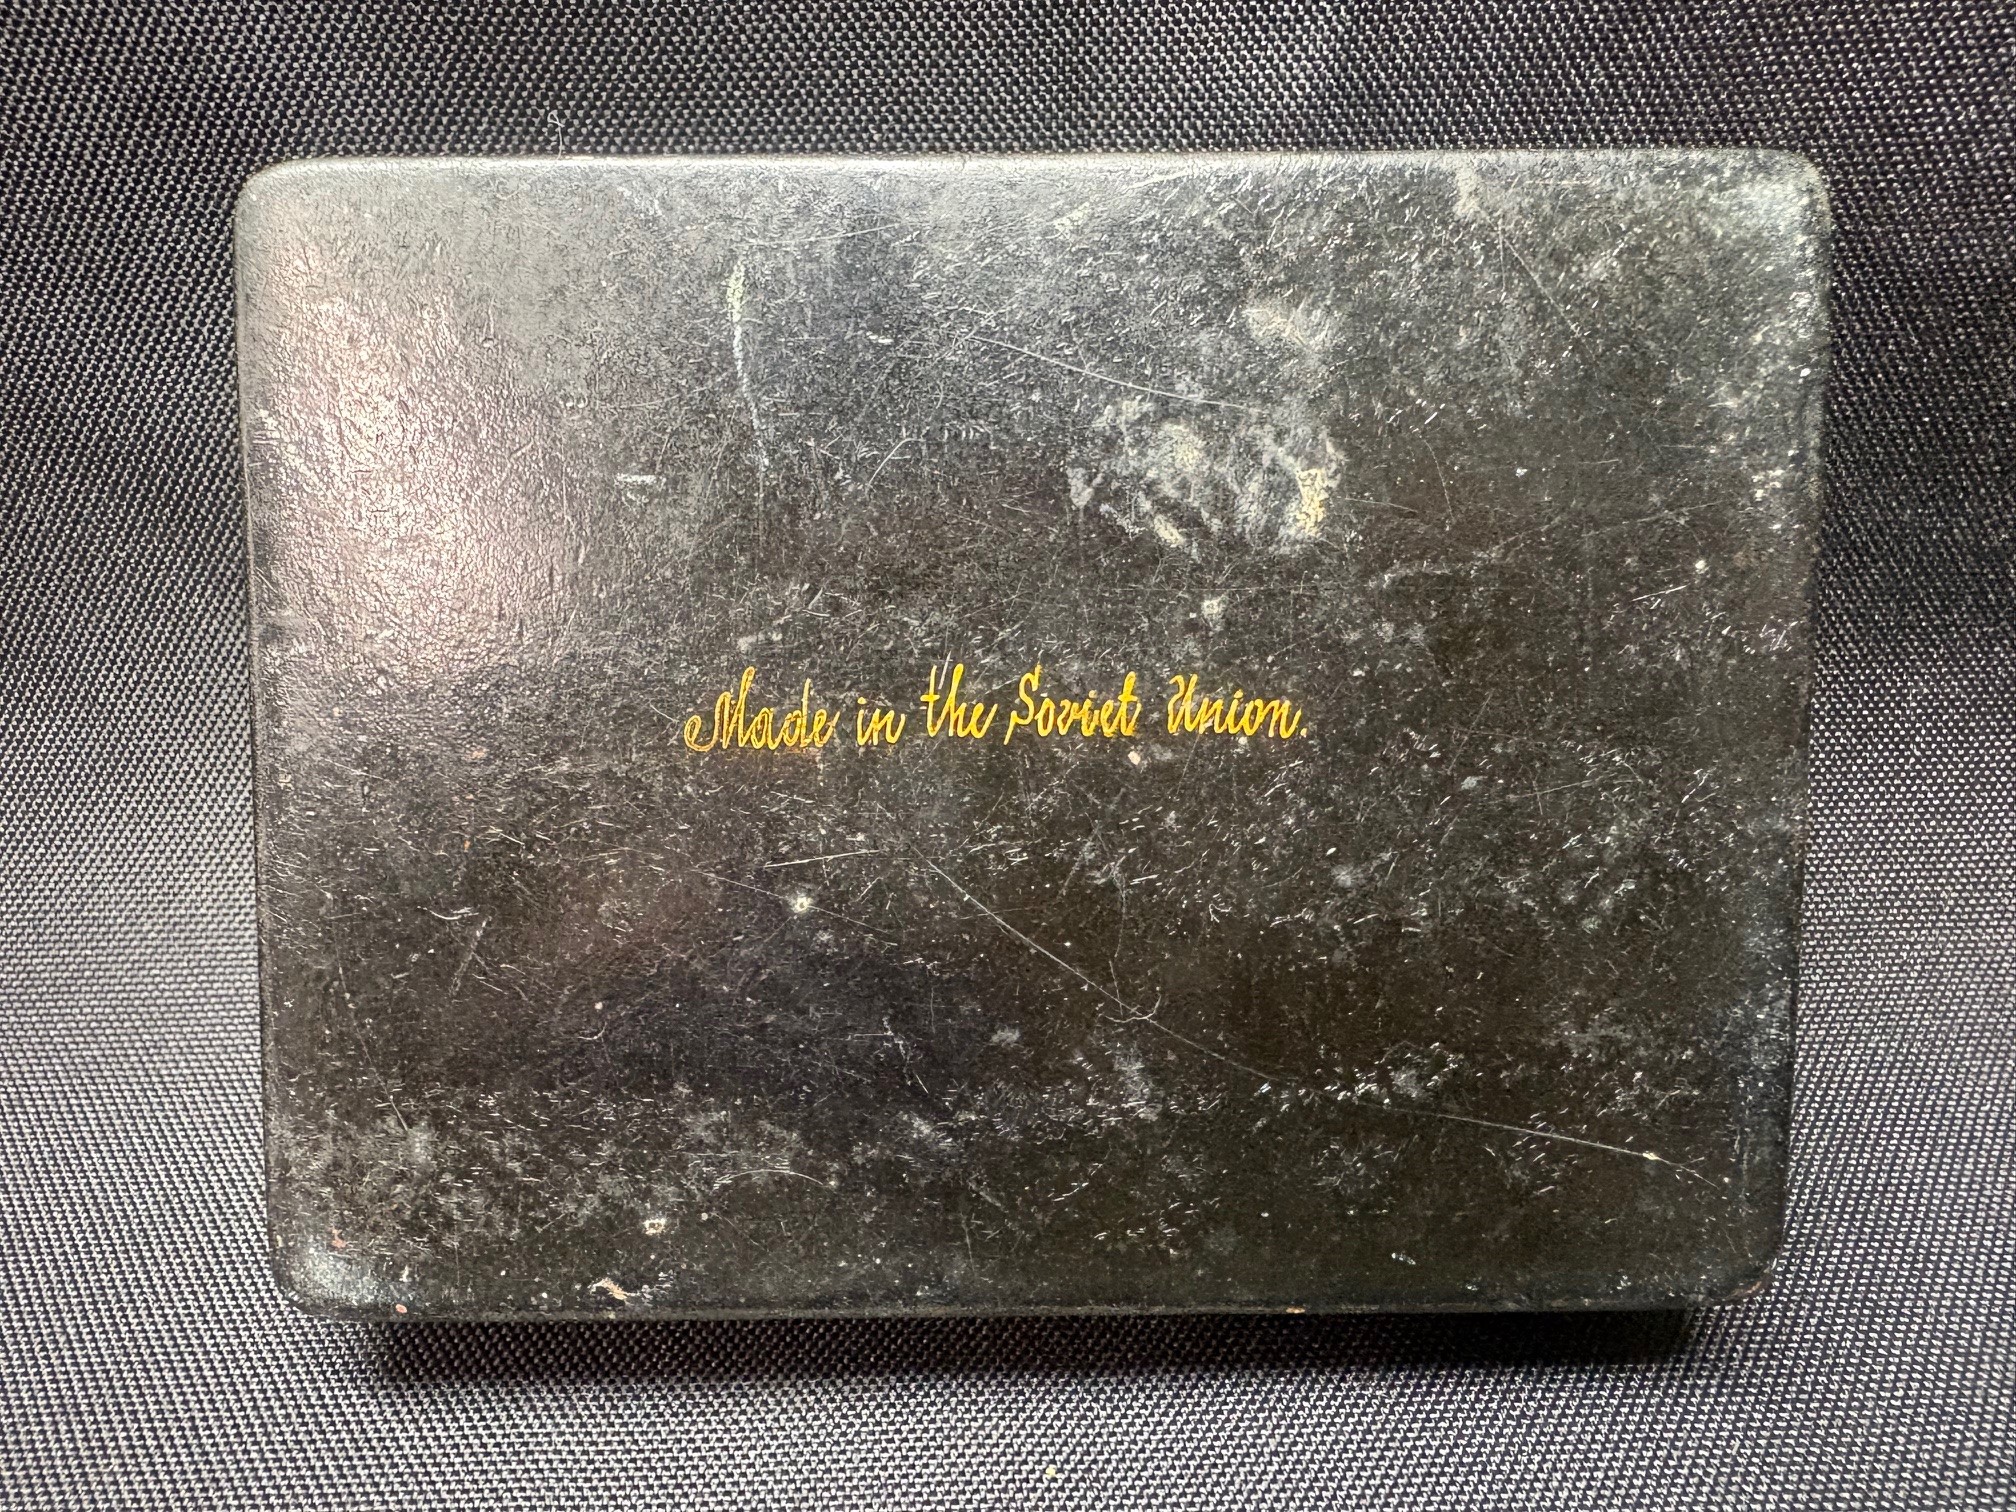 Made in the Soviet Union.